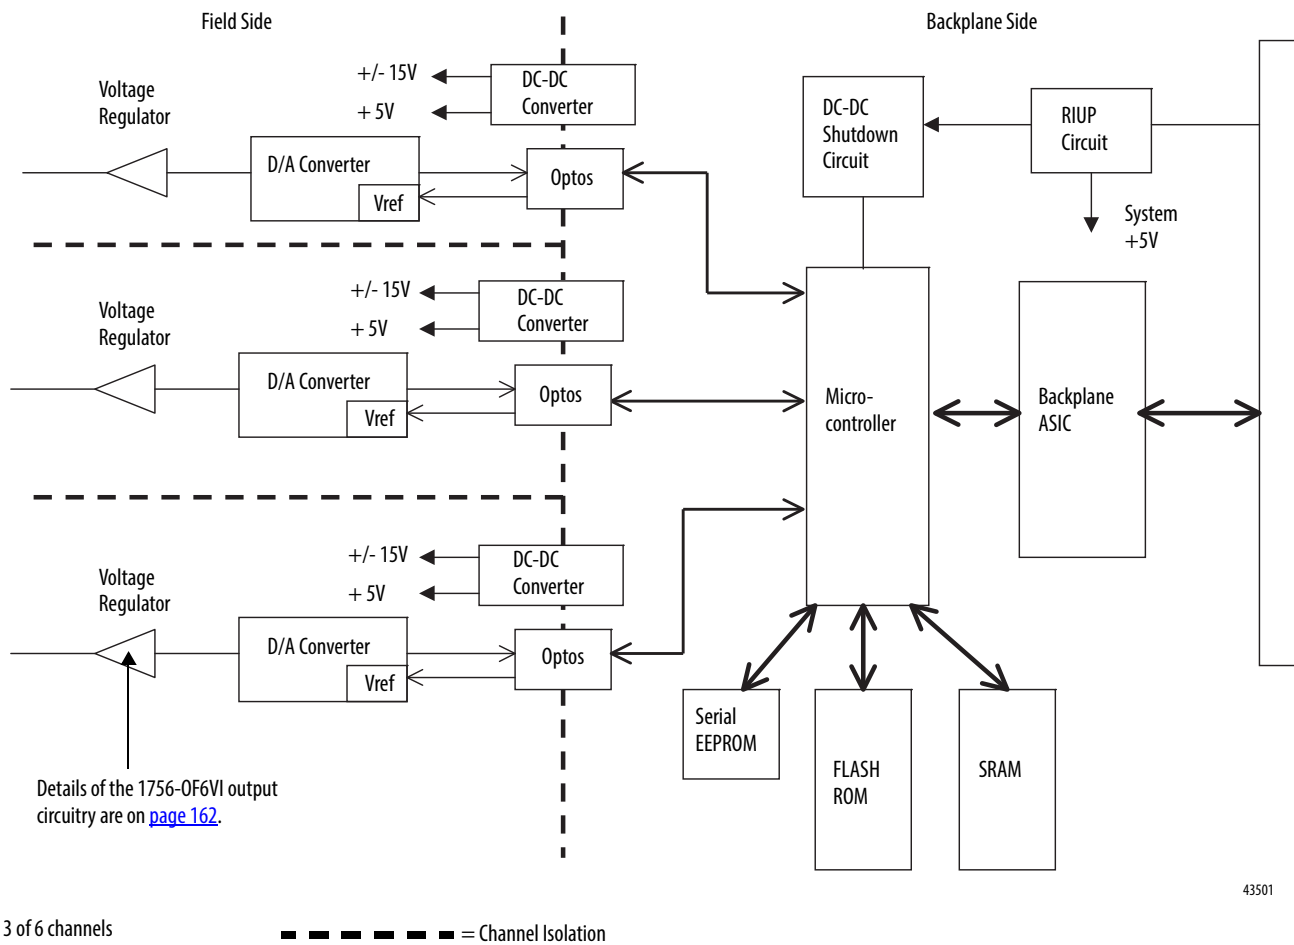 Field Side
Backplane Side
Voltage
Regulator
+/- 15V
+ 5V
DC-DC
Converter
D/A Converter
Vref
Optos
DC-DC
Shutdown
Circuit
RIUP
Circuit
System
+5V
Voltage
Regulator
+/- 15V
+ 5V
DC-DC
Converter
D/A Converter
Vref
Optos
Micro-
controller
Backplane
ASIC
Voltage
Regulator
+/- 15V
+ 5V
DC-DC
Converter
D/A Converter
Vref
Optos
Serial
EEPROM
FLASH
ROM
SRAM
Details of the 1756-OF6VI output
circuitry are on page 162.
43501
3 of 6 channels
= Channel Isolation